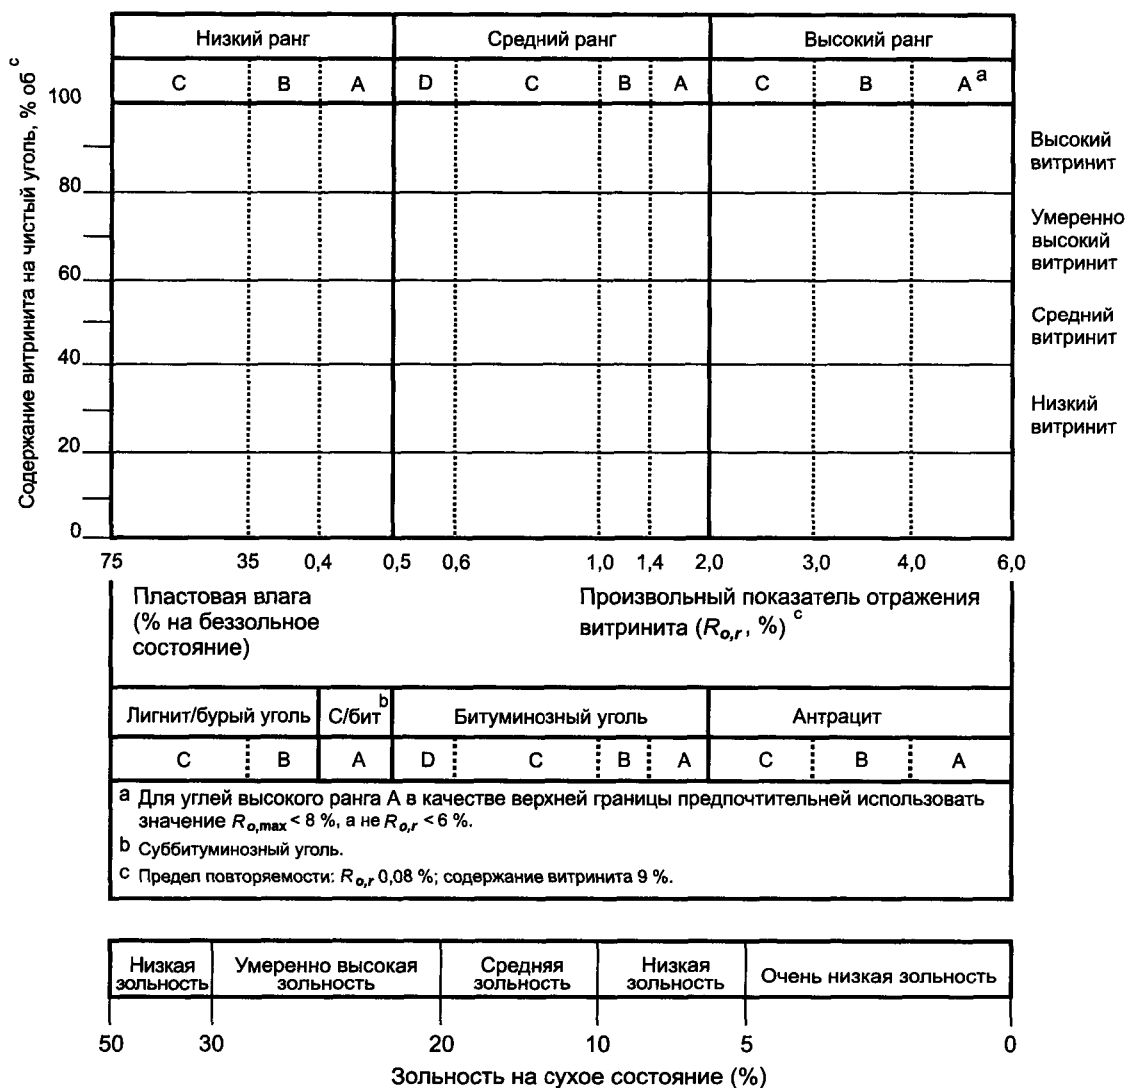 Низкий ранг Средний ранг Высокий ранг
C B A D C B A C B A a
Содержание витринита на чистый уголь, % об c
100
80
60
40
20
0
Высокий
витринит
Умеренно
высокий
витринит
Средний
витринит
Низкий
витринит
75 35 0,4 0,5 0,6 1,0 1,4 2,0 3,0 4,0 6,0
Пластовая влага
(% на беззольное
состояние)
Произвольный показатель отражения
витринита (Ro,r, %) c
Лигнит/бурый уголь С/бит b Битуминозный уголь Антрацит
C B A D C B A C B A
a Для углей высокого ранга А в качестве верхней границы предпочтительней использовать
значение Ro,max < 8 %, а не Ro,r < 6 %.
b Суббитуминозный уголь.
c Предел повторяемости: Ro,r 0,08 %; содержание витринита 9 %.
Низкая
зольность
Умеренно высокая
зольность
Средняя
зольность
Низкая
зольность
Очень низкая зольность
50 30 20 10 5 0
Зольность на сухое состояние (%)